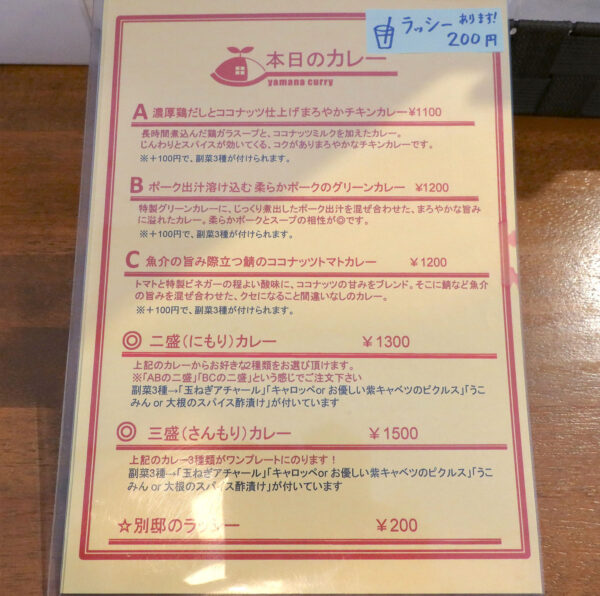 ラッシー あります!
200円
本日のカレー
yamana curry
A 濃厚鶏だしとココナッツ仕上げまろやかチキンカレー ¥1100
長時間煮込んだ鶏ガラスープと、ココナッツミルクを加えたカレー。
じんわりとスパイスが効いてくる、コクがありまろやかなチキンカレーです。
※+100円で、副菜3種が付けられます。
B ポーク出汁溶け込む 柔らかポークのグリーンカレー ¥1200
特製グリーンカレーに、じっくり煮出したポーク出汁を混ぜ合わせた、まろやかな旨み
に溢れたカレー。柔らかポークとスープの相性が◎です。
※+100円で、副菜3種が付けられます。
C 魚介の旨み際立つ鯖のココナッツトマトカレー ¥1200
トマトと特製ビネガーの程よい酸味に、ココナッツの甘みをブレンド。そこに鯖など魚介
の旨みを混ぜ合わせた、クセになること間違いなしのカレー。
※+100円で、副菜3種が付けられます。
◎ 二盛(にもり)カレー ¥1300
上記のカレーからお好きな2種類をお選び頂けます。
※「ABの二盛」「BCの二盛」という感じでご注文下さい
副菜3種→「玉ねぎアチャール」「キャロッペor お優しい紫キャベツのピクルス」「うこ
みん or 大根のスパイス酢漬け」が付いています
◎ 三盛(さんもり)カレー ¥1500
上記のカレー3種類がワンプレートにのります!
副菜3種→「玉ねぎアチャール」「キャロッペor お優しい紫キャベツのピクルス」「うこ
みん or 大根のスパイス酢漬け」が付いています
☆別邸のラッシー ¥200